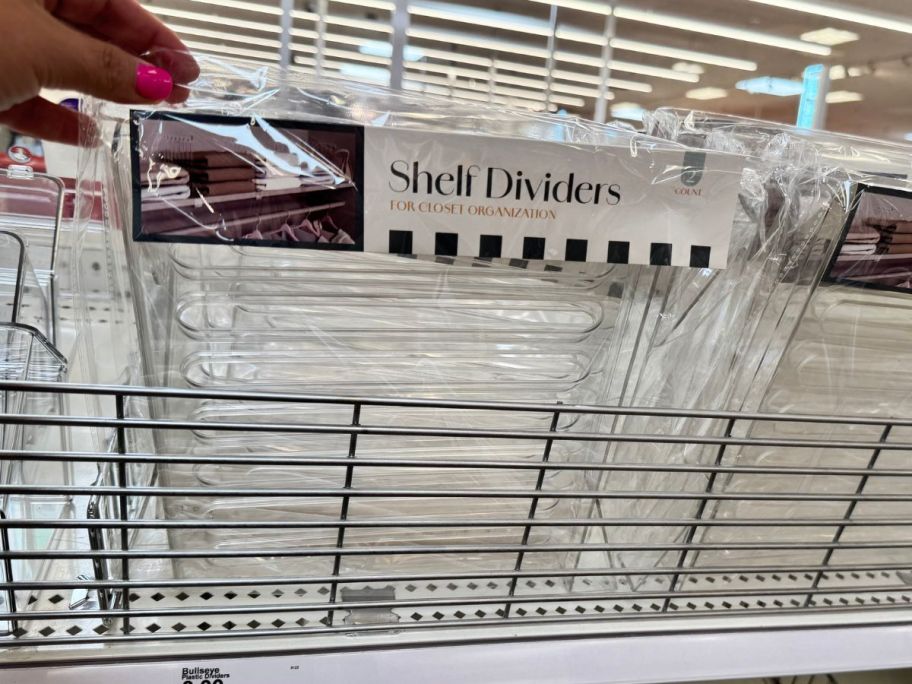 Shelf Dividers
FOR CLOSET ORGANIZATION
2
COUNT
Bullseye
Plastic Dividers